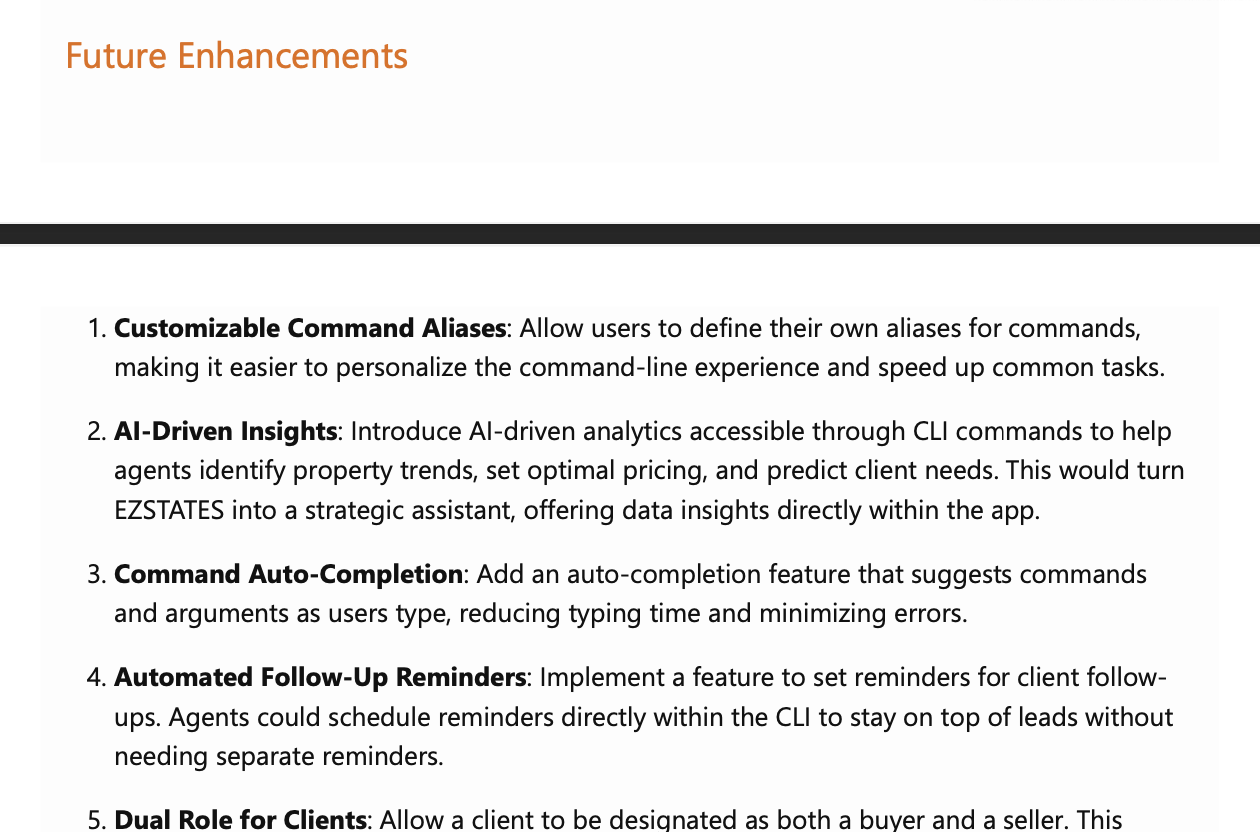 Future Enhancements
1. Customizable Command Aliases: Allow users to define their own aliases for commands,
making it easier to personalize the command-line experience and speed up common tasks.
2. AI-Driven Insights: Introduce AI-driven analytics accessible through CLI commands to help
agents identify property trends, set optimal pricing, and predict client needs. This would turn
EZSTATES into a strategic assistant, offering data insights directly within the app.
3. Command Auto-Completion: Add an auto-completion feature that suggests commands
and arguments as users type, reducing typing time and minimizing errors.
4. Automated Follow-Up Reminders: Implement a feature to set reminders for client follow-
ups. Agents could schedule reminders directly within the CLI to stay on top of leads without
needing separate reminders.
5. Dual Role for Clients: Allow a client to be designated as both a buyer and a seller. This